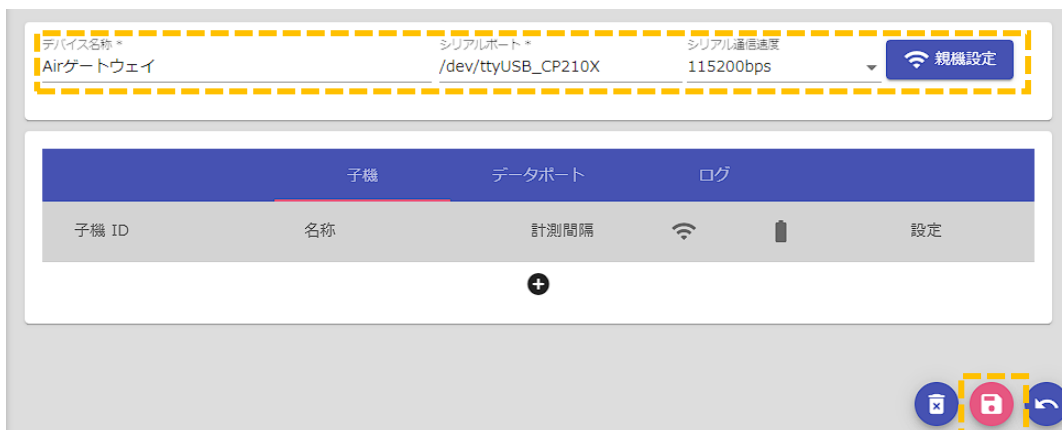 デバイス名称 * シリアルポート * シリアル通信速度
Airゲートウェイ /dev/ttyUSB_CP210X 115200bps 親機設定
子機 データポート ログ
子機 ID 名称 計測間隔 設定